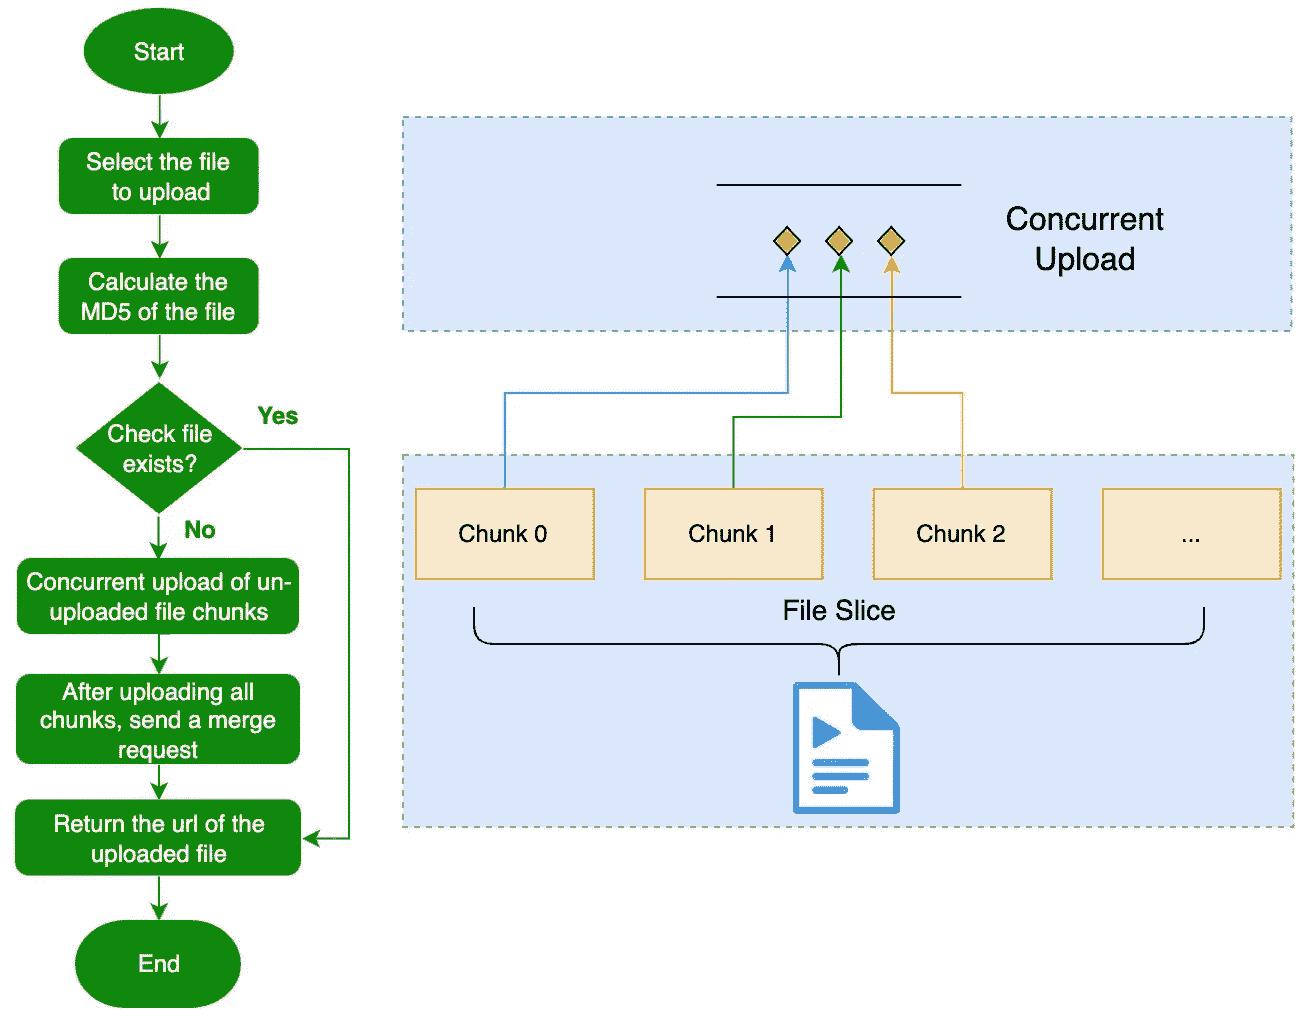 Start
Select the file
to upload
Calculate the
MD5 of the file
Check file
exists?
Yes
No
Concurrent upload of un-
uploaded file chunks
After uploading all
chunks, send a merge
request
Return the url of the
uploaded file
End
Concurrent
Upload
Chunk 0
Chunk 1
Chunk 2
...
File Slice